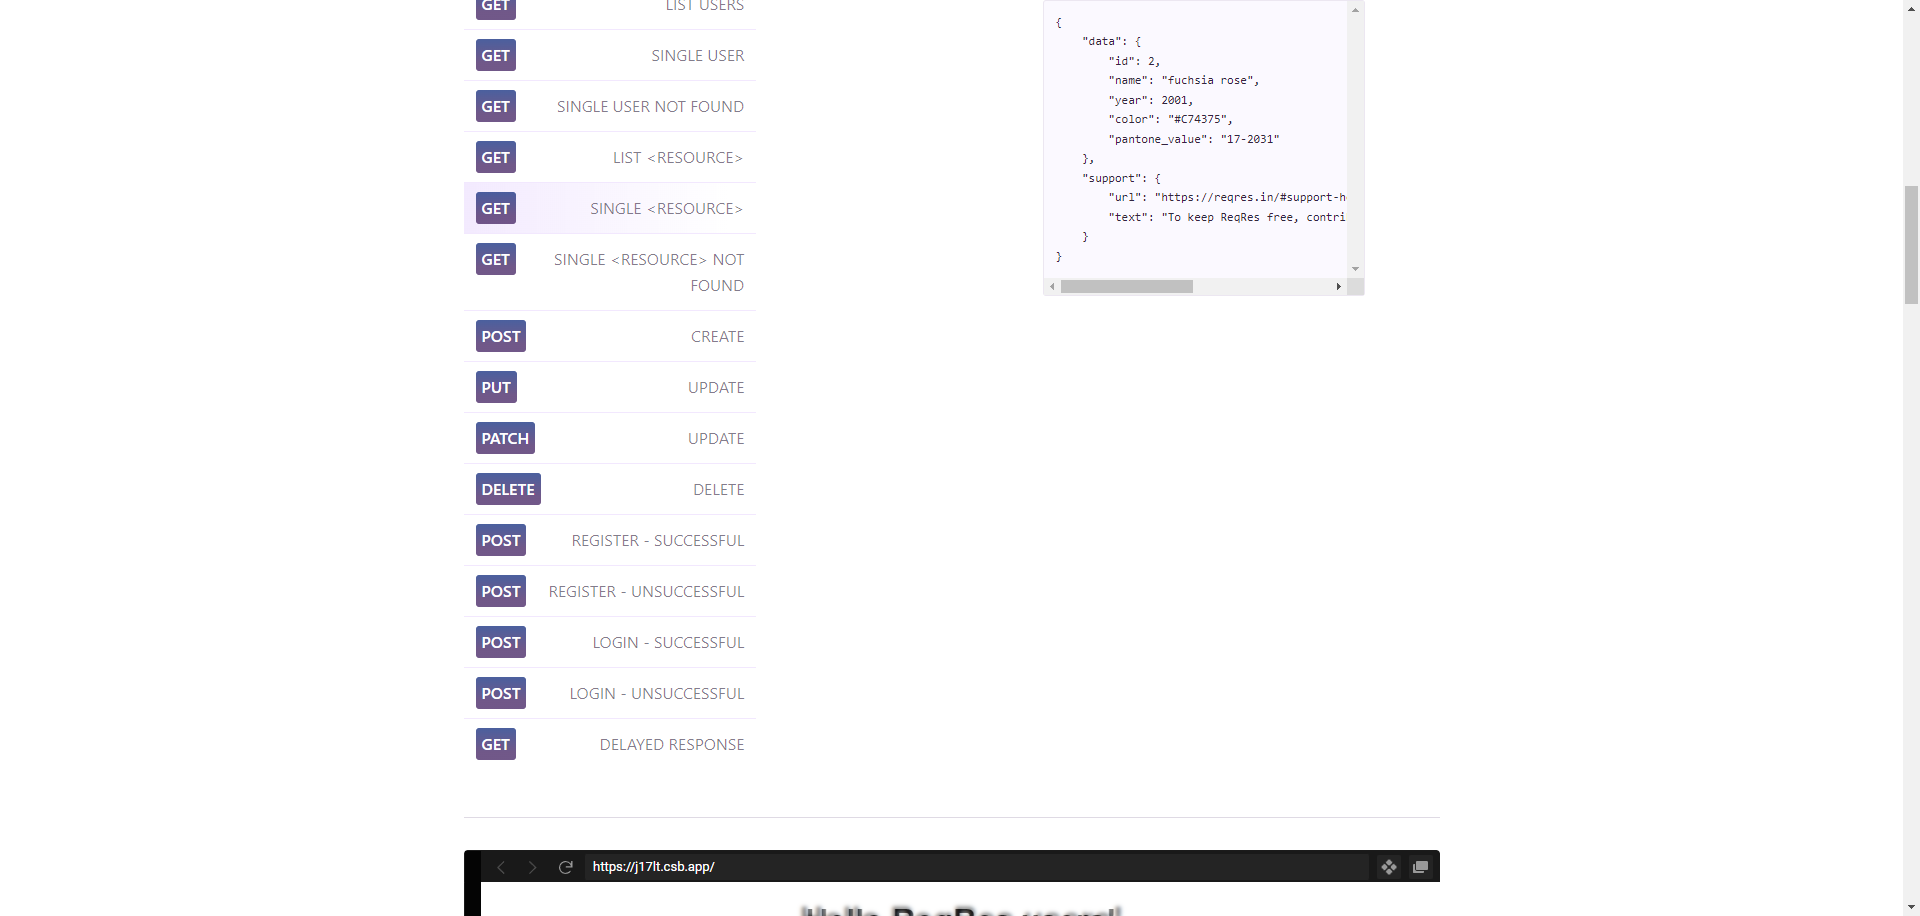 GET LIST USERS
GET SINGLE USER
GET SINGLE USER NOT FOUND
GET LIST <RESOURCE>
GET SINGLE <RESOURCE>
GET SINGLE <RESOURCE> NOT
FOUND
POST CREATE
PUT UPDATE
PATCH UPDATE
DELETE DELETE
POST REGISTER - SUCCESSFUL
POST REGISTER - UNSUCCESSFUL
POST LOGIN - SUCCESSFUL
POST LOGIN - UNSUCCESSFUL
GET DELAYED RESPONSE
{
    "data": {
        "id": 2,
        "name": "fuchsia rose",
        "year": 2001,
        "color": "#C74375",
        "pantone_value": "17-2031"
    },
    "support": {
        "url": "https://reqres.in/#support-h
        "text": "To keep ReqRes free, contri
    }
}
https://j17lt.csb.app/
Hello ReqRes users!